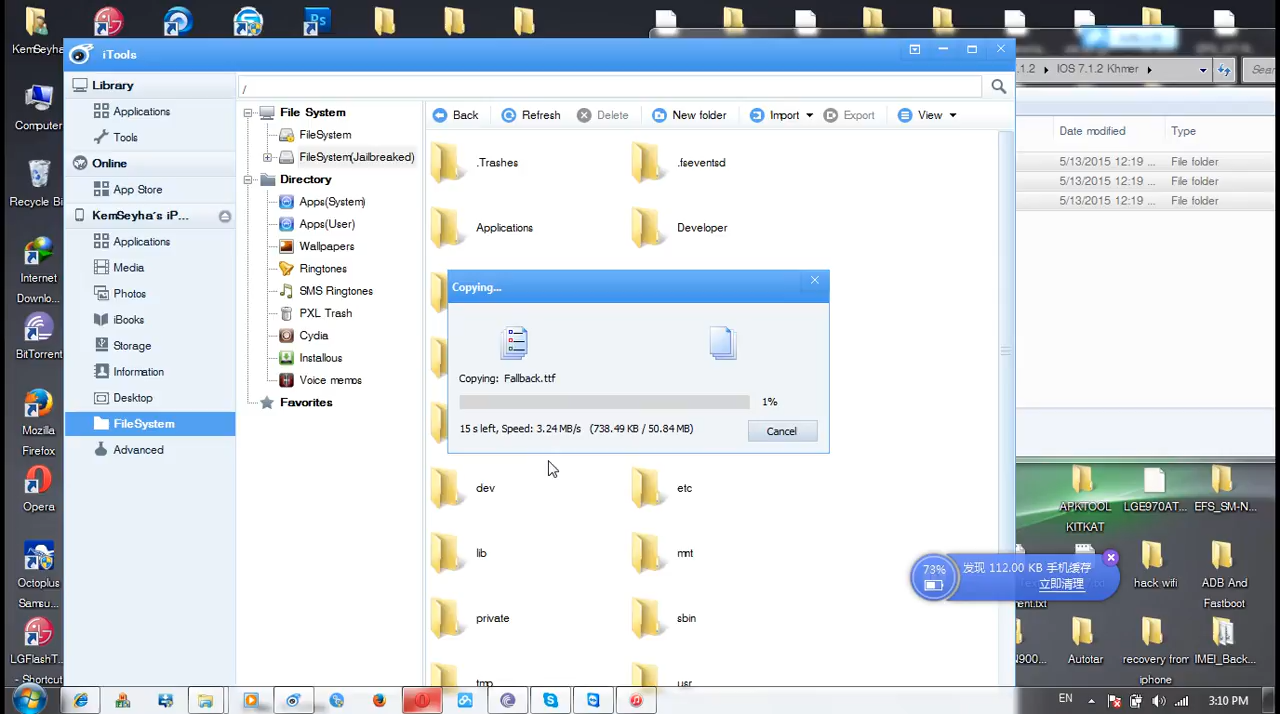 KemSeyha
Computer
Recycle Bi
Internet
Downlo...
BitTorrent
Mozilla
Firefox
Opera
Octoplus
Samsu...
LGFlashT...
- Shortcut
iTools
Library
Applications
Tools
Online
App Store
KemSeyha's iP...
Applications
Media
Photos
iBooks
Storage
Information
Desktop
FileSystem
Advanced
/
File System
FileSystem
FileSystem(Jailbreaked)
Directory
Apps(System)
Apps(User)
Wallpapers
Ringtones
SMS Ringtones
PXL Trash
Cydia
Installous
Voice memos
Favorites
Back
Refresh
Delete
New folder
Import
Export
View
.Trashes
.fseventsd
Applications
Developer
Copying...
Copying: Fallback.ttf
1%
15 s left, Speed: 3.24 MB/s (738.49 KB / 50.84 MB)
Cancel
dev
etc
lib
mnt
private
sbin
tmp
usr
.1.2
IOS 7.1.2 Khmer
Sear
Date modified
Type
5/13/2015 12:19 ...
File folder
5/13/2015 12:19 ...
File folder
5/13/2015 12:19 ...
File folder
APKTOOL
KITKAT
LGE970AT...
EFS_SM-N...
73%
发现 112.00 KB 手机缓存
立即清理
hack wifi
ADB And
Fastboot
ment.txt
N900...
Autotar
recovery from
iphone
IMEI_Back...
Ds
EN
3:10 PM